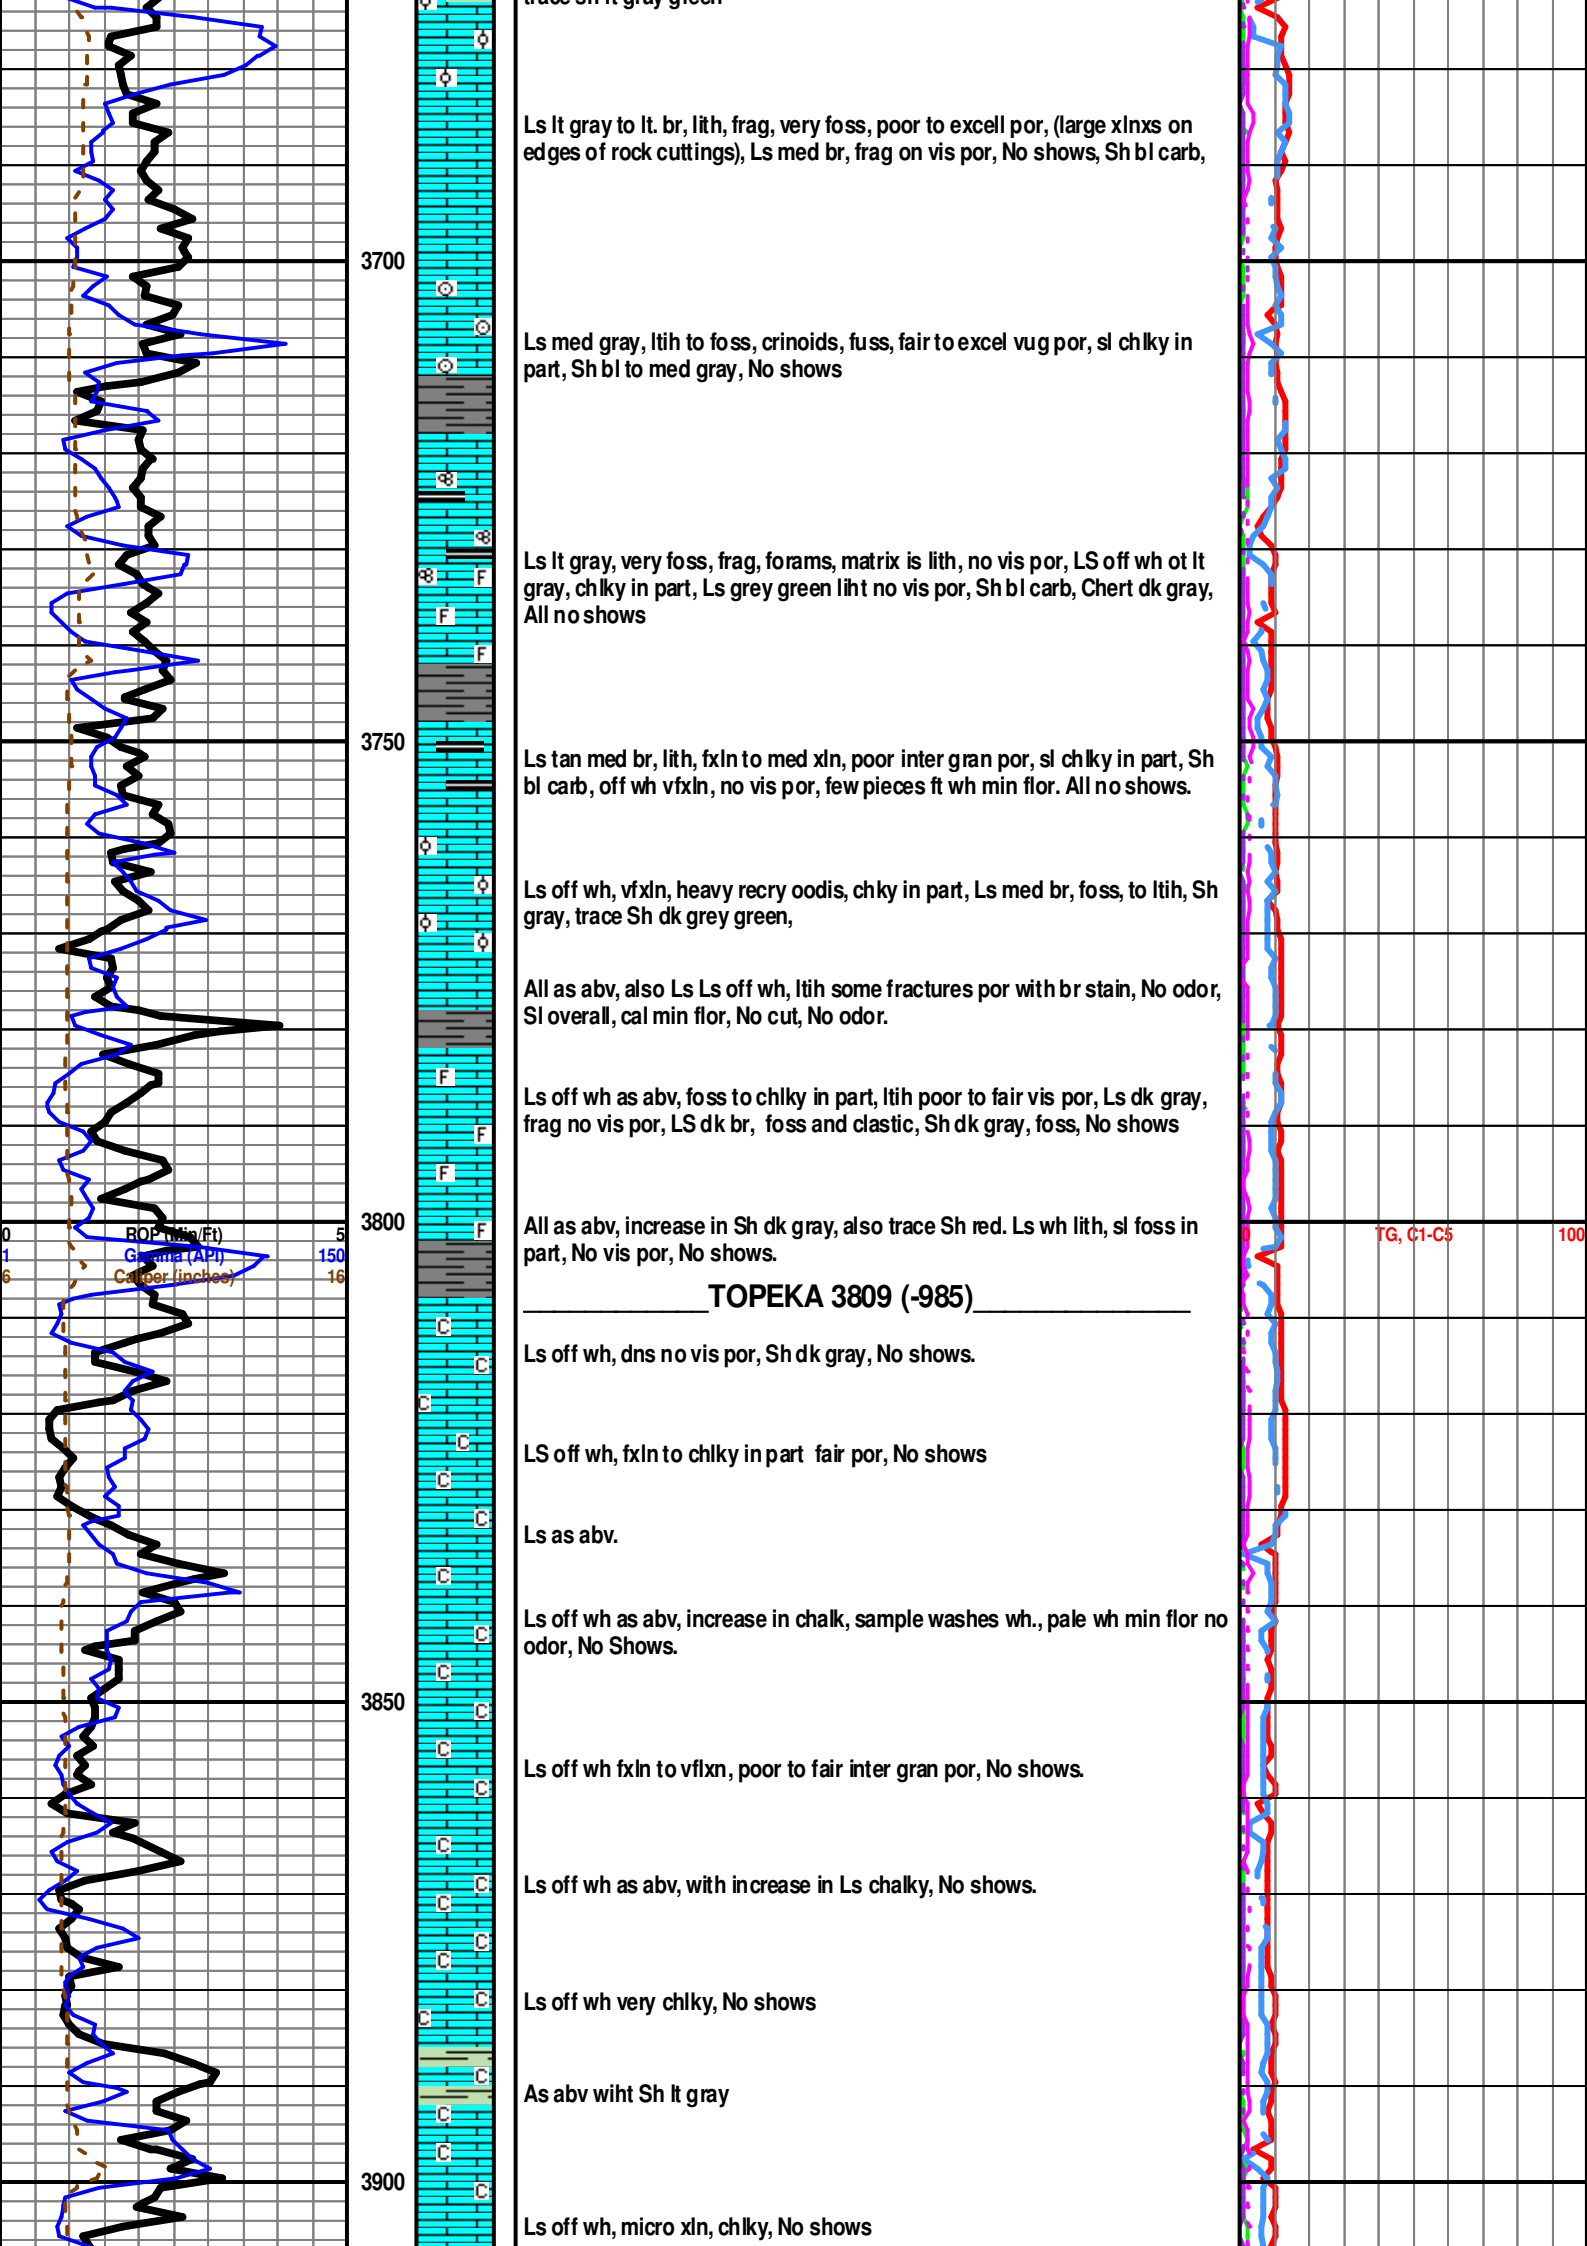 trace sh lt gray green
Ls lt gray to lt. br, lith, frag, very foss, poor to excell por, (large xlnxs on
edges of rock cuttings), Ls med br, frag on vis por, No shows, Sh bl carb,
3700
Ls med gray, ltih to foss, crinoids, fuss, fair to excel vug por, sl chlky in
part, Sh bl to med gray, No shows
Ls lt gray, very foss, frag, forams, matrix is lith, no vis por, LS off wh ot lt
gray, chlky in part, Ls grey green liht no vis por, Sh bl carb, Chert dk gray,
All no shows
F
F
F
3750
Ls tan med br, lith, fxln to med xln, poor inter gran por, sl chlky in part, Sh
bl carb, off wh vfxln, no vis por, few pieces ft wh min flor. All no shows.
Ls off wh, vfxln, heavy recry oodis, chky in part, Ls med br, foss, to ltih, Sh
gray, trace Sh dk grey green,
All as abv, also Ls Ls off wh, ltih some fractures por with br stain, No odor,
Sl overall, cal min flor, No cut, No odor.
F
Ls off wh as abv, foss to chlky in part, ltih poor to fair vis por, Ls dk gray,
frag no vis por, LS dk br, foss and clastic, Sh dk gray, foss, No shows
F
F
3800
F
All as abv, increase in Sh dk gray, also trace Sh red. Ls wh lith, sl foss in
part, No vis por, No shows.
0 ROP (Min/Ft) 5
1 Gamma (API) 150
6 Caliper (inches) 16
0 TG, C1-C5 100
TOPEKA 3809 (-985)
C
Ls off wh, dns no vis por, Sh dk gray, No shows.
C
C
C
LS off wh, fxln to chlky in part fair por, No shows
C
C
Ls as abv.
C
Ls off wh as abv, increase in chalk, sample washes wh., pale wh min flor no
odor, No Shows.
C
C
3850
C
C
Ls off wh fxln to vflxn, poor to fair inter gran por, No shows.
C
C
Ls off wh as abv, with increase in Ls chalky, No shows.
C
C
C
C
Ls off wh very chlky, No shows
C
C
C
As abv wiht Sh lt gray
C
C
3900
C
Ls off wh, micro xln, chlky, No shows